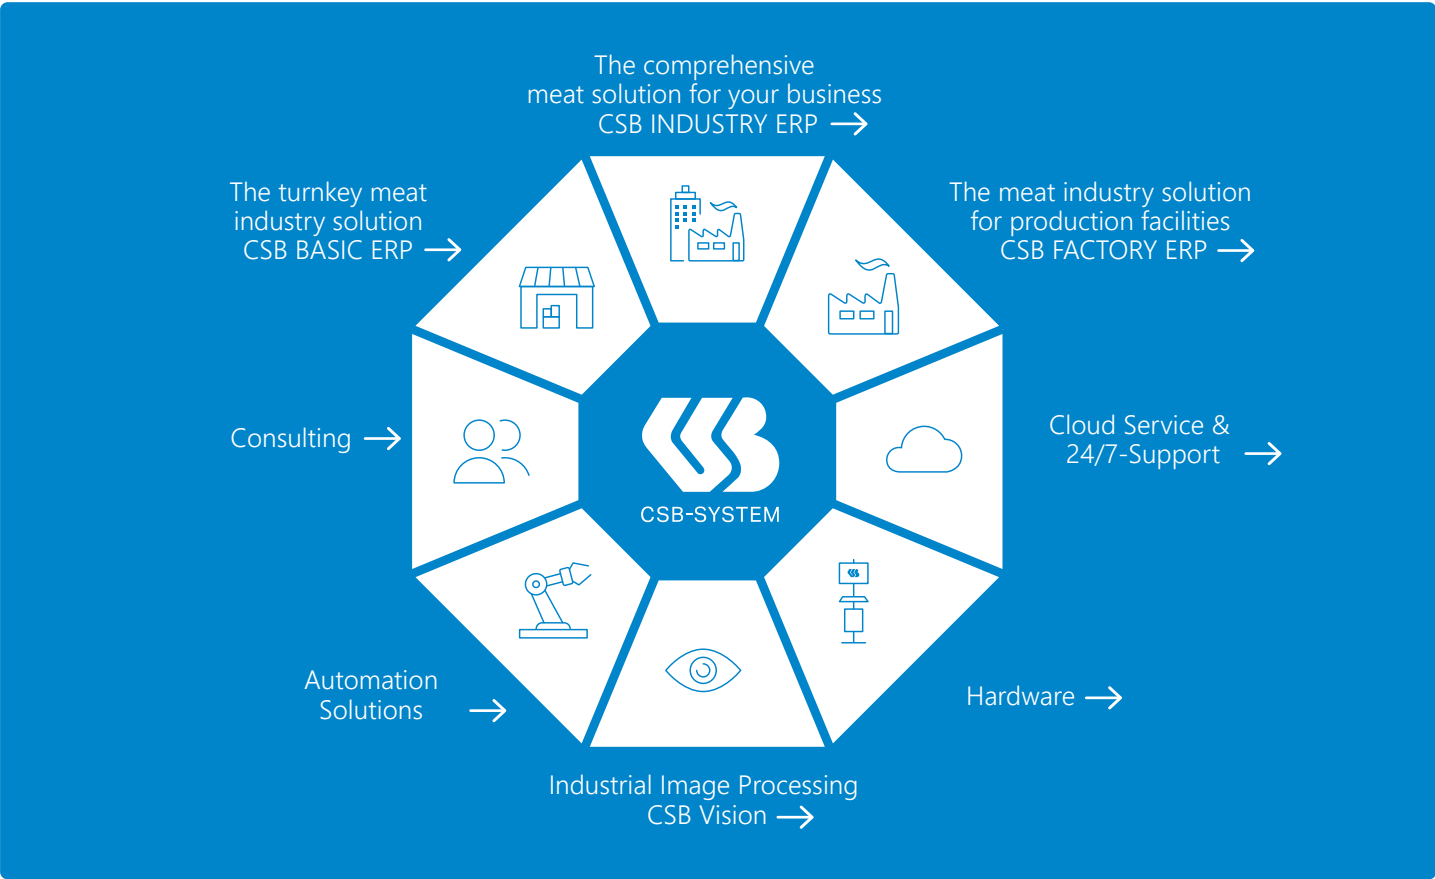 The comprehensive
meat solution for your business
CSB INDUSTRY ERP
The turnkey meat
industry solution
CSB BASIC ERP
The meat industry solution
for production facilities
CSB FACTORY ERP
Consulting
Cloud Service &
24/7-Support
CSB-SYSTEM
Automation
Solutions
Hardware
Industrial Image Processing
CSB Vision